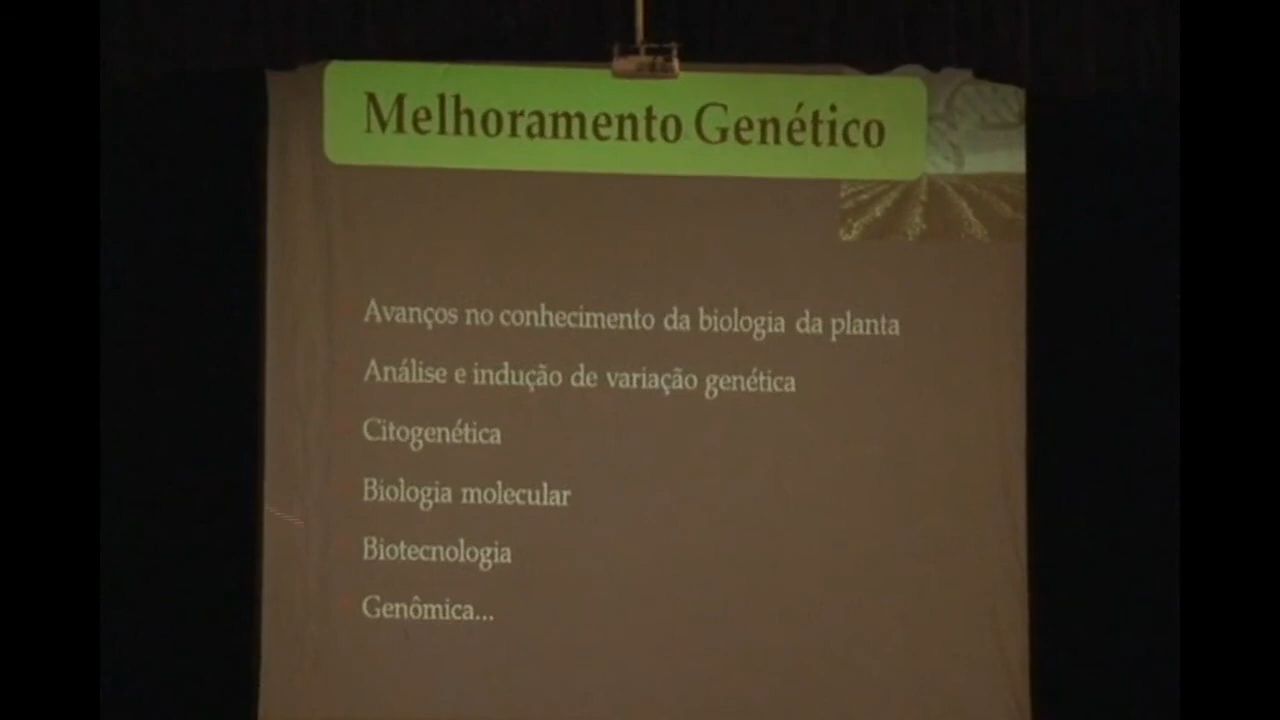 Melhoramento Genético
Avanços no conhecimento da biologia da planta
Análise e indução de variação genética
Citogenética
Biologia molecular
Biotecnologia
Genômica...